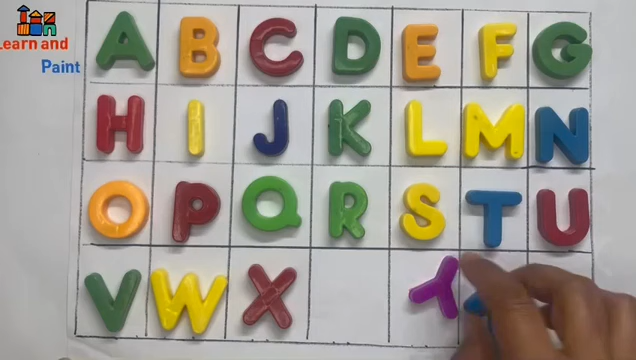 Learn and
Paint
A B C D E F G
H I J K L M N
O P Q R S T U
V W X Y